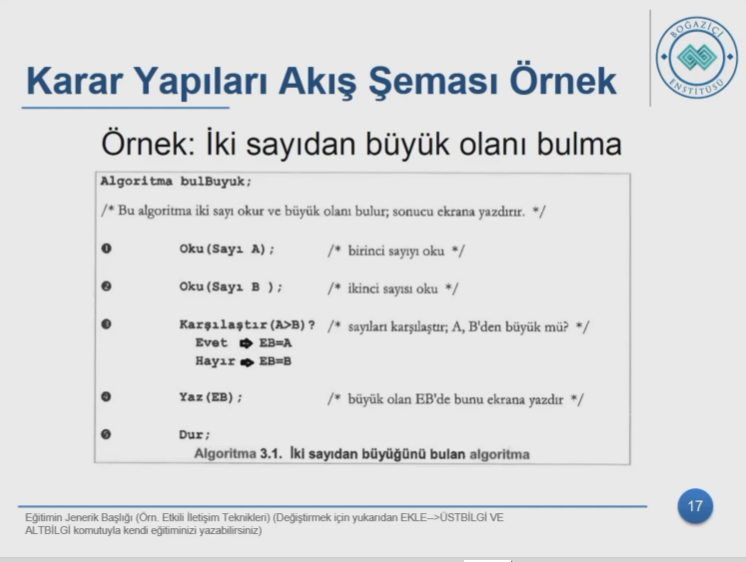 BOĞAZİÇİ
ENSTİTÜSÜ
Karar Yapıları Akış Şeması Örnek
Örnek: İki sayıdan büyük olanı bulma
Algoritma bulBuyuk;
/* Bu algoritma iki sayı okur ve büyük olanı bulur; sonucu ekrana yazdırır. */
❶ Oku(Sayı A); /* birinci sayıyı oku */
❷ Oku(Sayı B ); /* ikinci sayısı oku */
❸ Karşılaştır(A>B)? /* sayıları karşılaştır; A, B'den büyük mü? */
Evet ➡ EB=A
Hayır ➡ EB=B
❹ Yaz(EB); /* büyük olan EB'de bunu ekrana yazdır */
❺ Dur;
Algoritma 3.1. İki sayıdan büyüğünü bulan algoritma
17
Eğitimin Jenerik Başlığı (Örn. Etkili İletişim Teknikleri) (Değiştirmek için yukarıdan EKLE-->ÜSTBİLGİ VE
ALTBİLGİ komutuyla kendi eğitiminizi yazabilirsiniz)